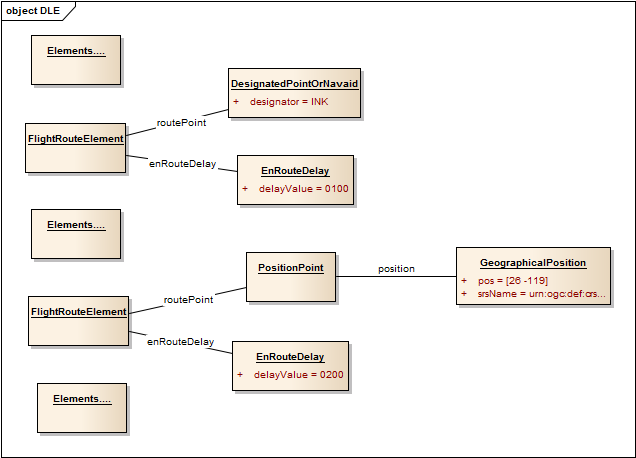 object DLE
Elements....
DesignatedPointOrNavaid
+ designator = INK
routePoint
FlightRouteElement
enRouteDelay
EnRouteDelay
+ delayValue = 0100
Elements....
PositionPoint
position
GeographicalPosition
+ pos = [26 -119]
+ srsName = urn:ogc:def:crs...
routePoint
FlightRouteElement
enRouteDelay
EnRouteDelay
+ delayValue = 0200
Elements....